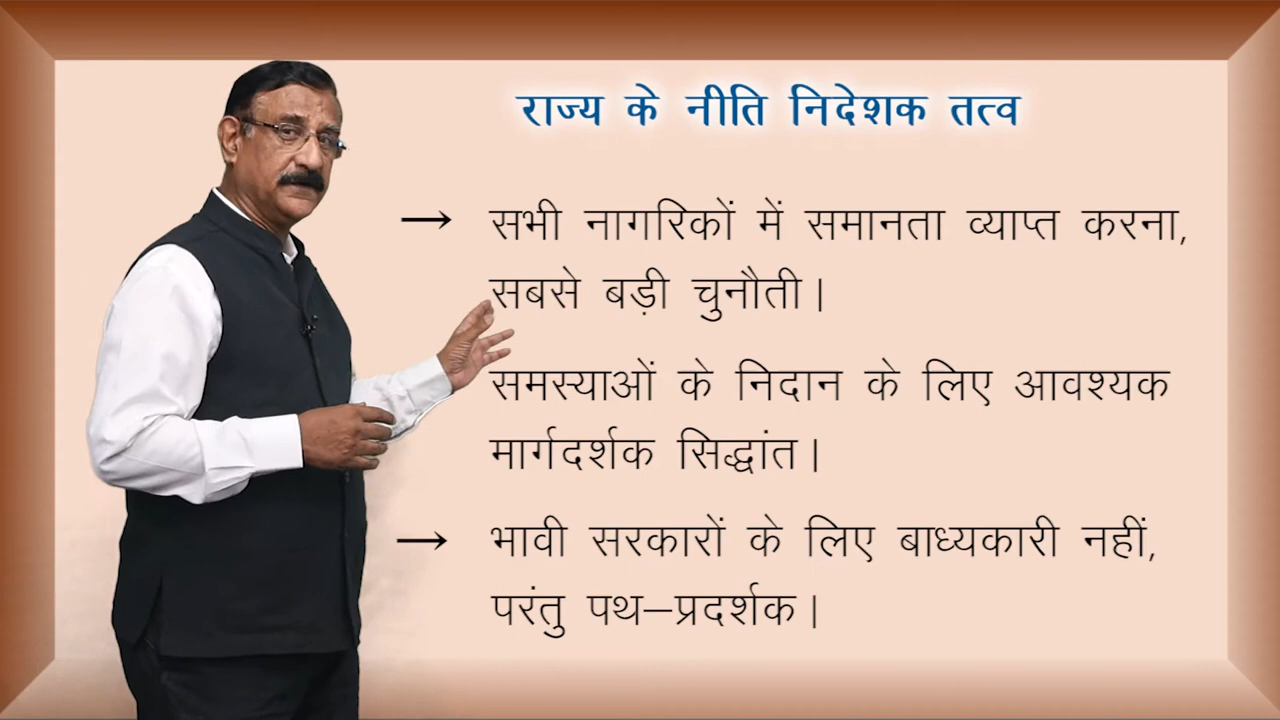 राज्य के नीति निदेशक तत्व
→ सभी नागरिकों में समानता व्याप्त करना,
सबसे बड़ी चुनौती।
समस्याओं के निदान के लिए आवश्यक
मार्गदर्शक सिद्धांत।
→ भावी सरकारों के लिए बाध्यकारी नहीं,
परंतु पथ–प्रदर्शक।